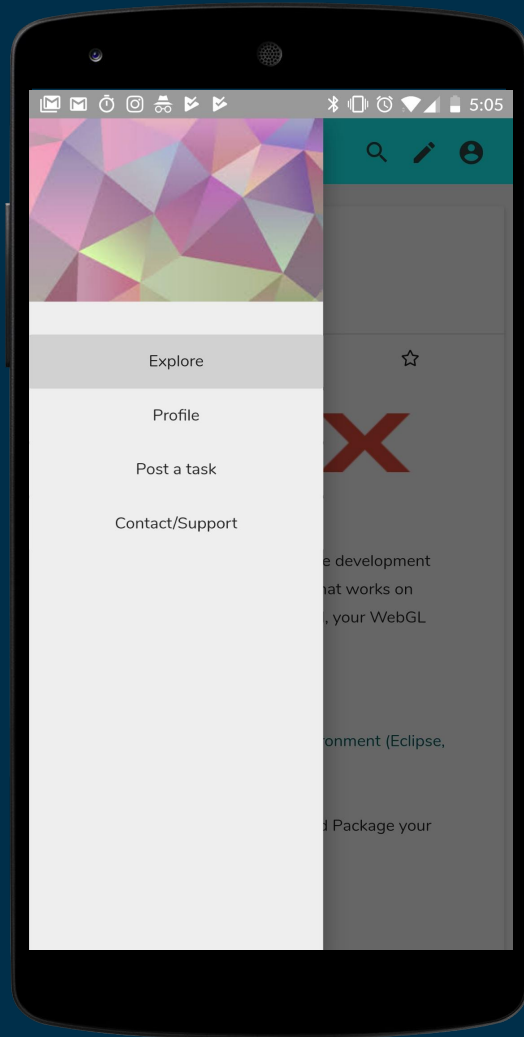 5:05
Explore
Profile
Post a task
Contact/Support
X
e development
hat works on
, your WebGL
ronment (Eclipse,
d Package your